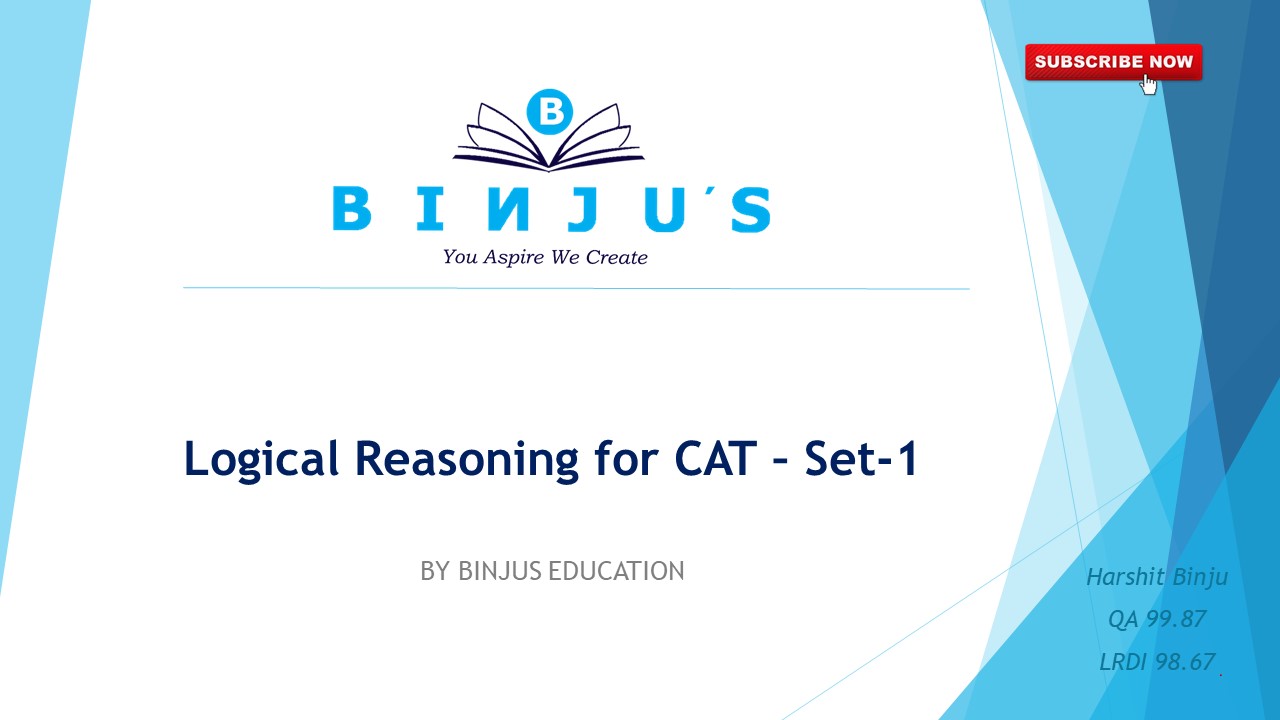 SUBSCRIBE NOW
B
BIИJU'S
You Aspire We Create
Logical Reasoning for CAT – Set-1
BY BINJUS EDUCATION
Harshit Binju
QA 99.87
LRDI 98.67